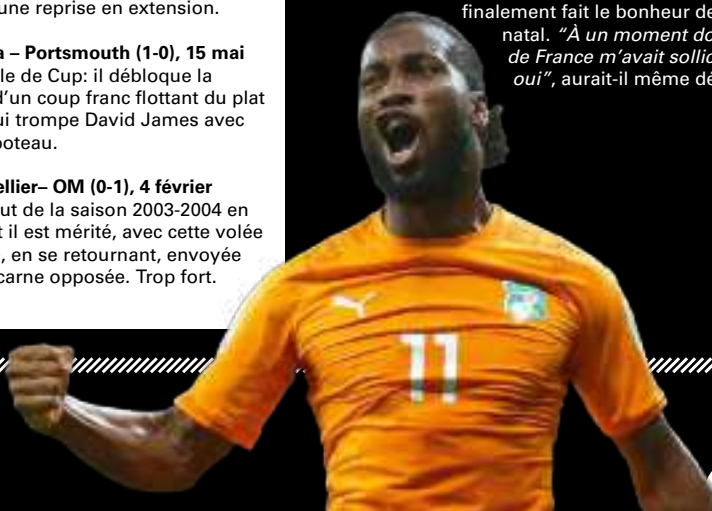 une reprise en extension.
– Portsmouth (1-0), 15 mai
le de Cup: il débloque la
d’un coup franc flottant du plat
ui trompe David James avec
poteau.
ellier– OM (0-1), 4 février
ut de la saison 2003-2004 en
t il est mérité, avec cette volée
, en se retournant, envoyée
carne opposée. Trop fort.
finalement fait le bonheur de
natal. “À un moment do
de France m’avait sollic
oui”, aurait-il même dé
11